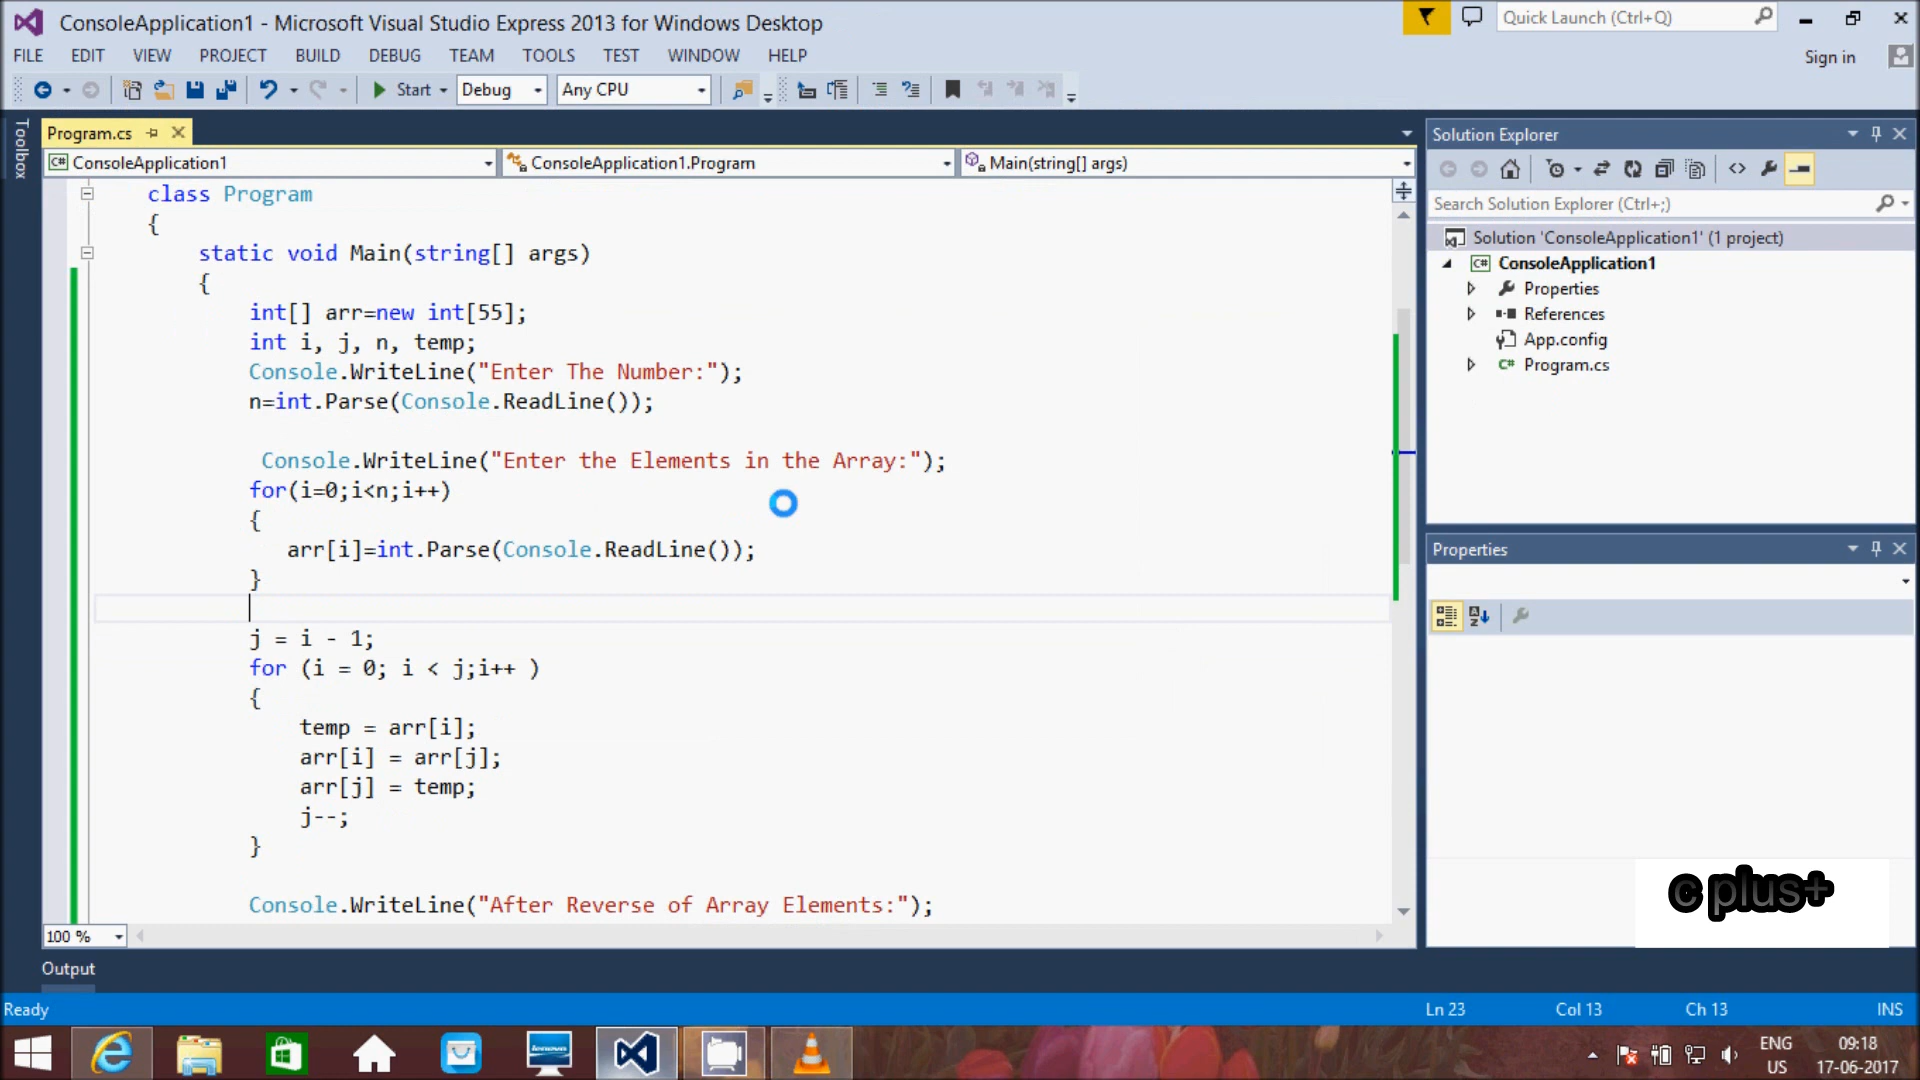 ConsoleApplication1 - Microsoft Visual Studio Express 2013 for Windows Desktop
Quick Launch (Ctrl+Q)
FILE EDIT VIEW PROJECT BUILD DEBUG TEAM TOOLS TEST WINDOW HELP
Sign in
Start Debug Any CPU
Toolbox
Program.cs
ConsoleApplication1 ConsoleApplication1.Program Main(string[] args)
class Program
{
static void Main(string[] args)
{
int[] arr=new int[55];
int i, j, n, temp;
Console.WriteLine("Enter The Number:");
n=int.Parse(Console.ReadLine());
Console.WriteLine("Enter the Elements in the Array:");
for(i=0;i<n;i++)
{
arr[i]=int.Parse(Console.ReadLine());
}
j = i - 1;
for (i = 0; i < j;i++ )
{
temp = arr[i];
arr[i] = arr[j];
arr[j] = temp;
j--;
}
Console.WriteLine("After Reverse of Array Elements:");
100 %
Output
Solution Explorer
Search Solution Explorer (Ctrl+;)
Solution 'ConsoleApplication1' (1 project)
C# ConsoleApplication1
Properties
References
App.config
C# Program.cs
Properties
c plus+
Ready
Ln 23 Col 13 Ch 13 INS
ENG
US
09:18
17-06-2017